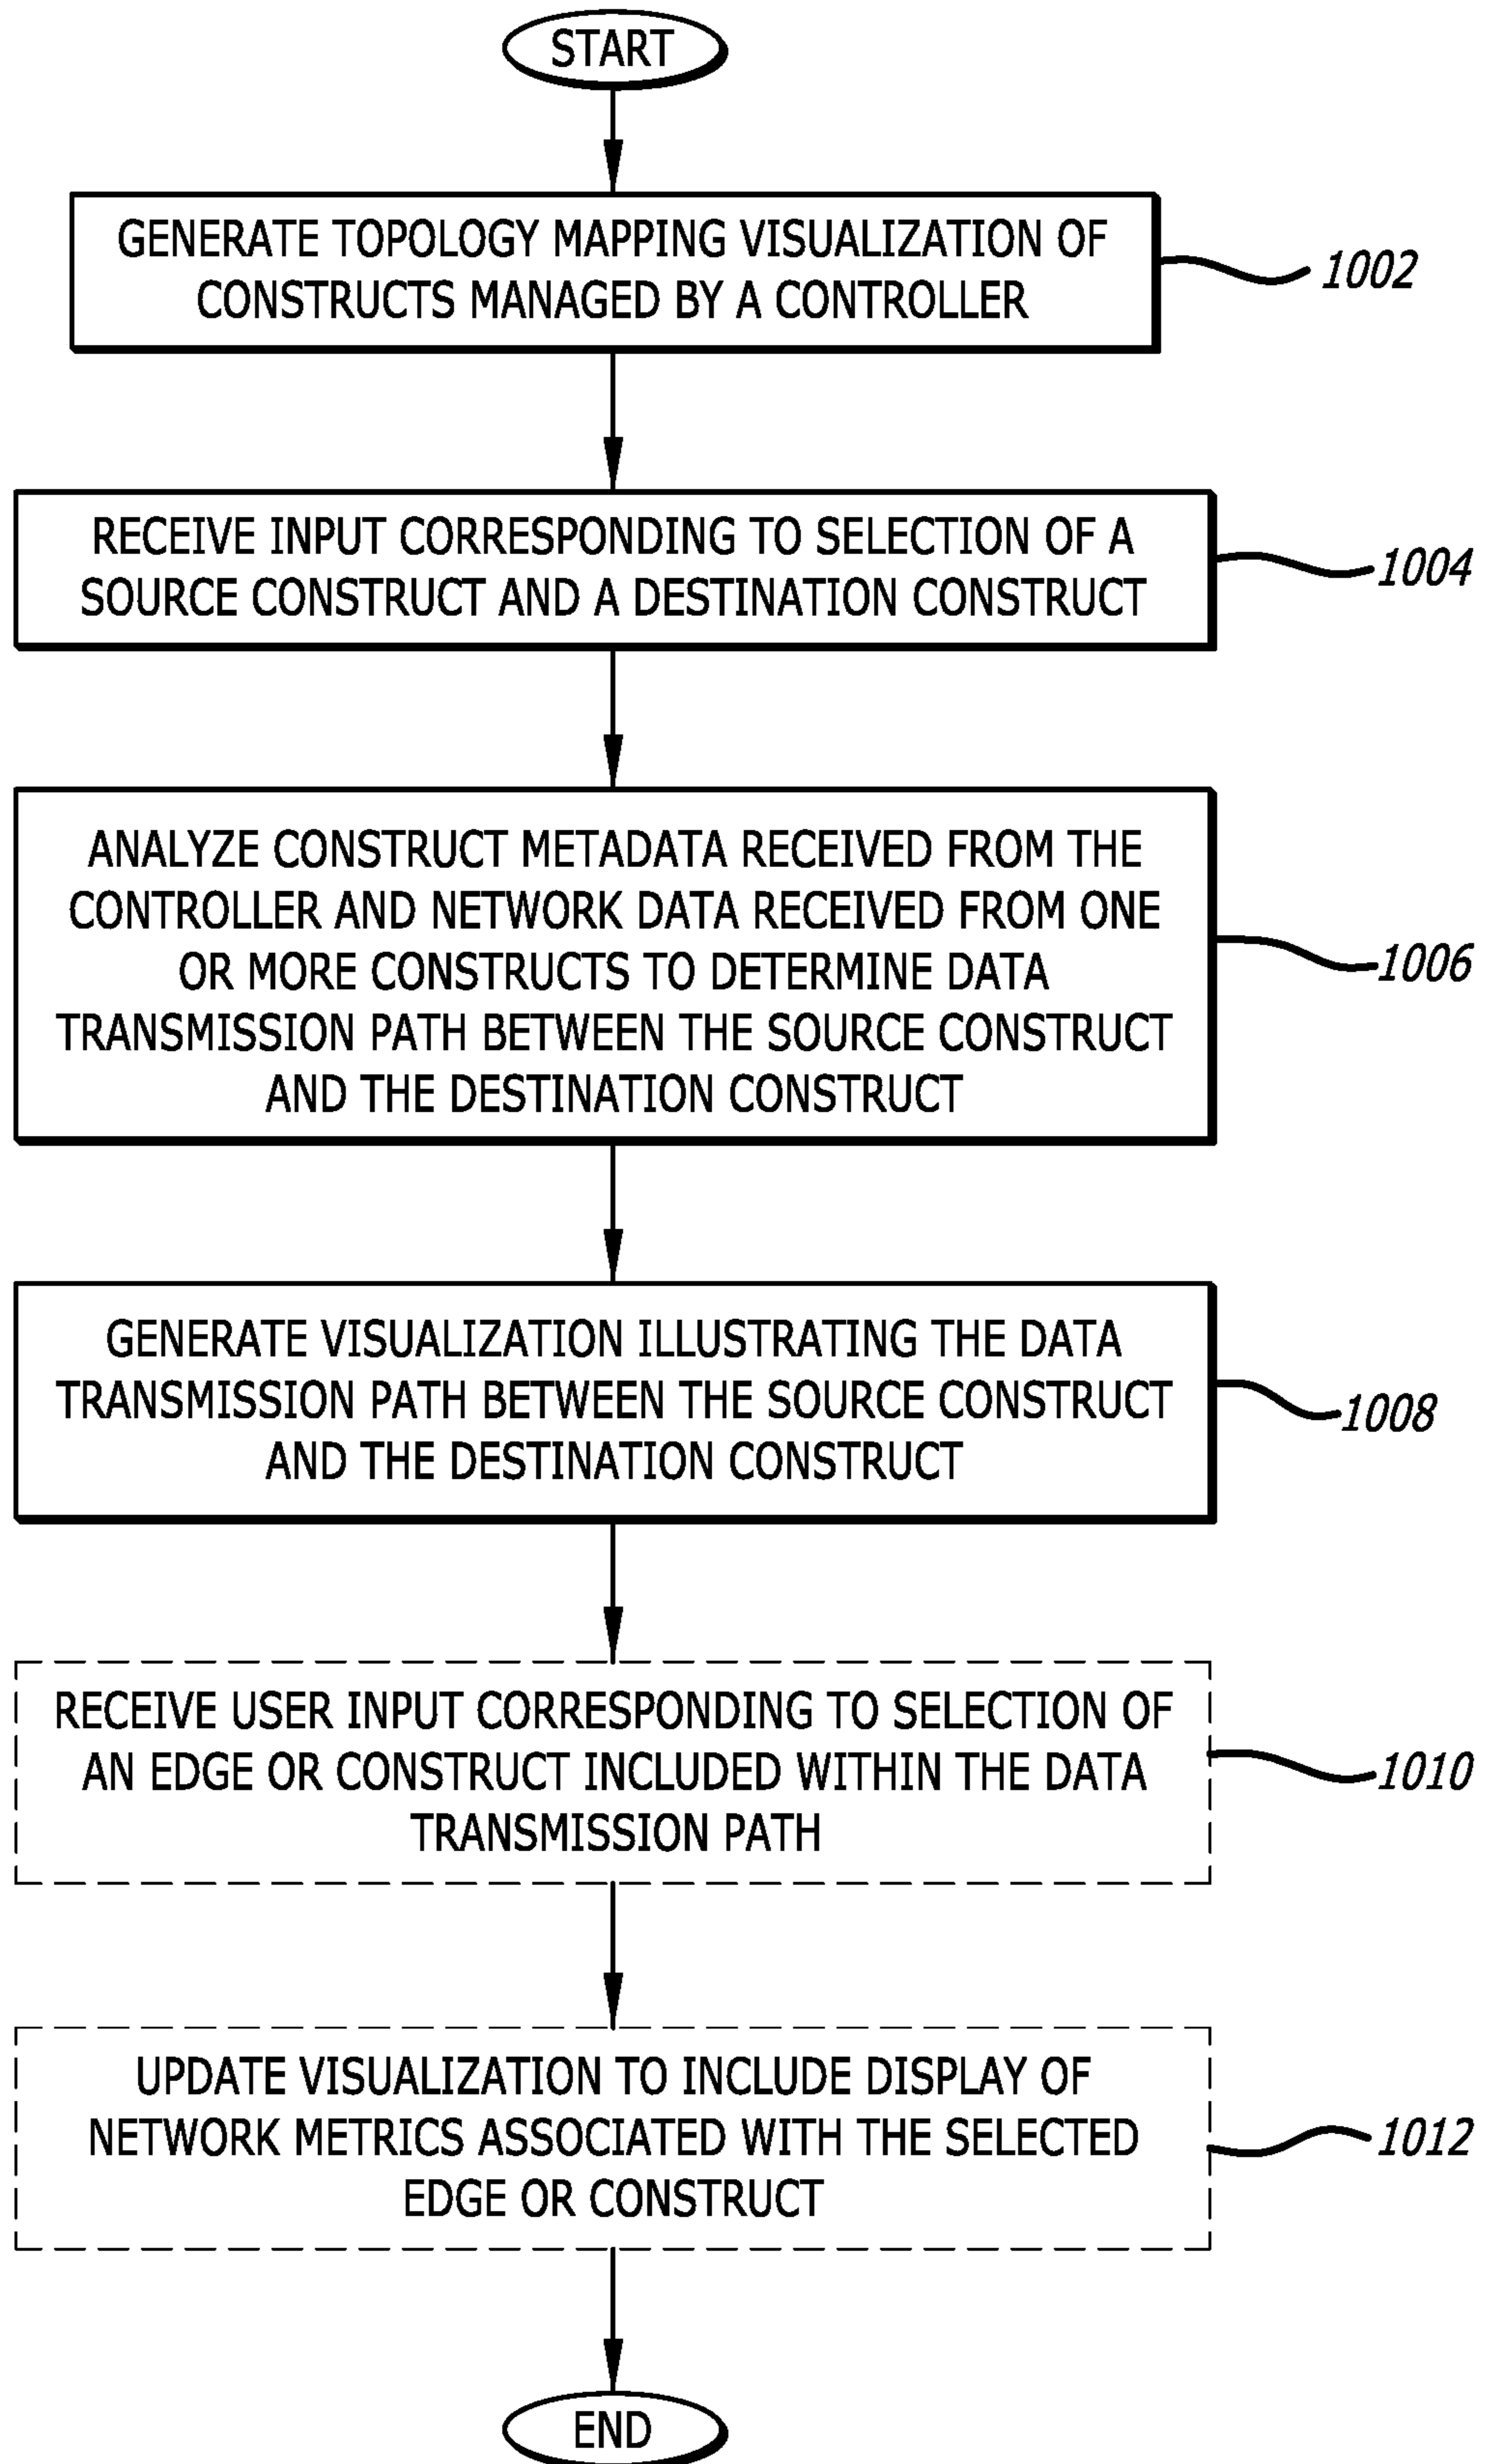 START
GENERATE TOPOLOGY MAPPING VISUALIZATION OF
CONSTRUCTS MANAGED BY A CONTROLLER
1002
RECEIVE INPUT CORRESPONDING TO SELECTION OF A
SOURCE CONSTRUCT AND A DESTINATION CONSTRUCT
1004
ANALYZE CONSTRUCT METADATA RECEIVED FROM THE
CONTROLLER AND NETWORK DATA RECEIVED FROM ONE
OR MORE CONSTRUCTS TO DETERMINE DATA
TRANSMISSION PATH BETWEEN THE SOURCE CONSTRUCT
AND THE DESTINATION CONSTRUCT
1006
GENERATE VISUALIZATION ILLUSTRATING THE DATA
TRANSMISSION PATH BETWEEN THE SOURCE CONSTRUCT
AND THE DESTINATION CONSTRUCT
1008
RECEIVE USER INPUT CORRESPONDING TO SELECTION OF
AN EDGE OR CONSTRUCT INCLUDED WITHIN THE DATA
TRANSMISSION PATH
1010
UPDATE VISUALIZATION TO INCLUDE DISPLAY OF
NETWORK METRICS ASSOCIATED WITH THE SELECTED
EDGE OR CONSTRUCT
1012
END